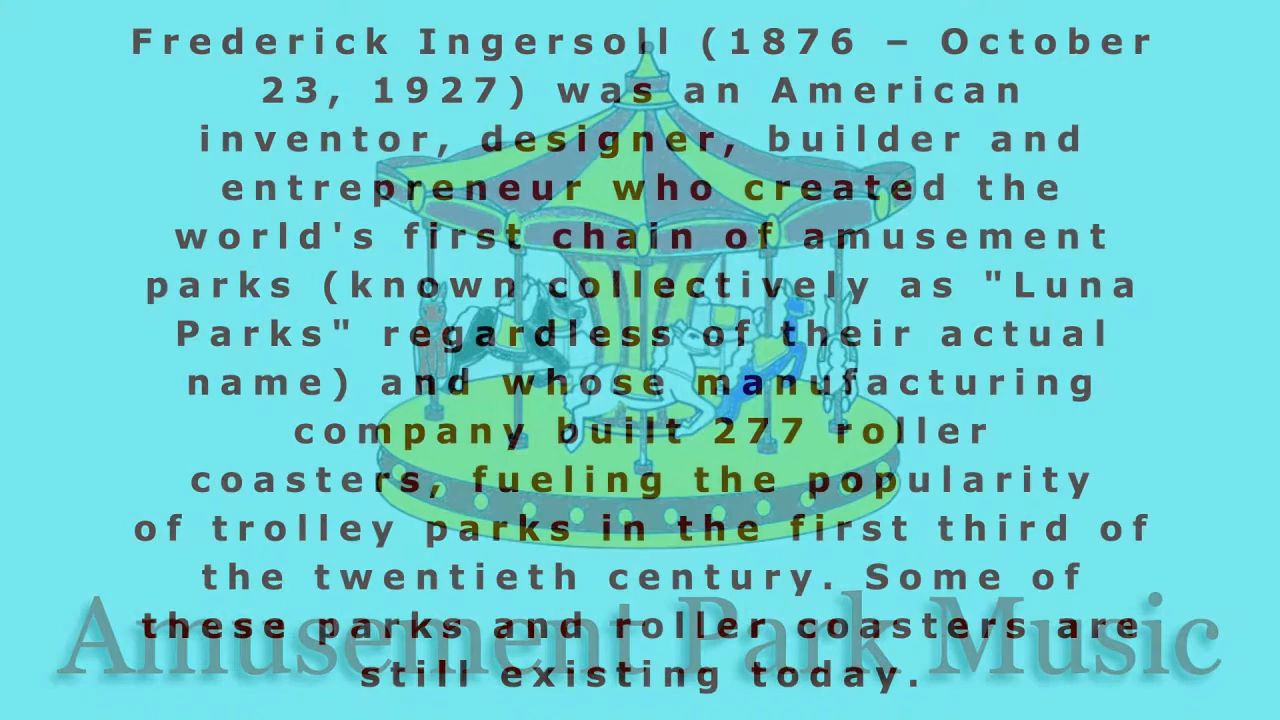 Frederick Ingersoll (1876 – October
23, 1927) was an American
inventor, designer, builder and
entrepreneur who created the
world's first chain of amusement
parks (known collectively as "Luna
Parks" regardless of their actual
name) and whose manufacturing
company built 277 roller
coasters, fueling the popularity
of trolley parks in the first third of
the twentieth century. Some of
these parks and roller coasters are
still existing today.
Amusement Park Music